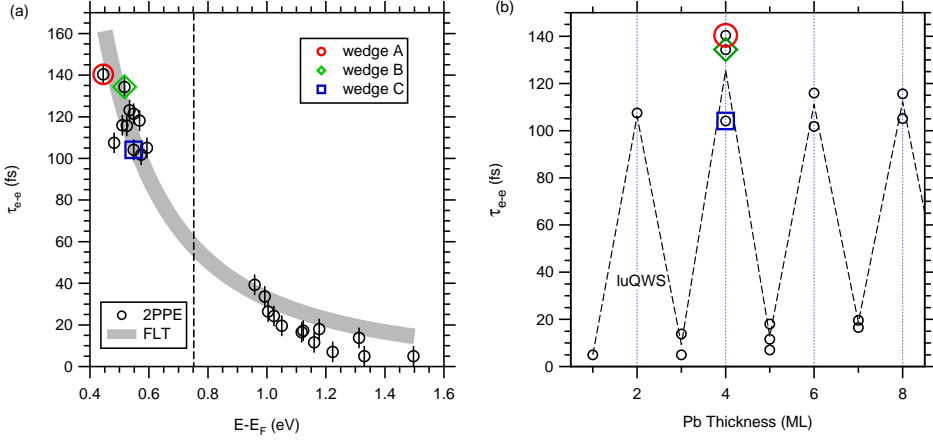 (a)
160
140
120
100
80
60
40
20
0
τe-e (fs)
0.4
0.6
0.8
1.0
1.2
1.4
1.6
E-EF (eV)
wedge A
wedge B
wedge C
2PPE
FLT
(b)
140
120
100
80
60
40
20
0
τe-e (fs)
luQWS
2
4
6
8
Pb Thickness (ML)